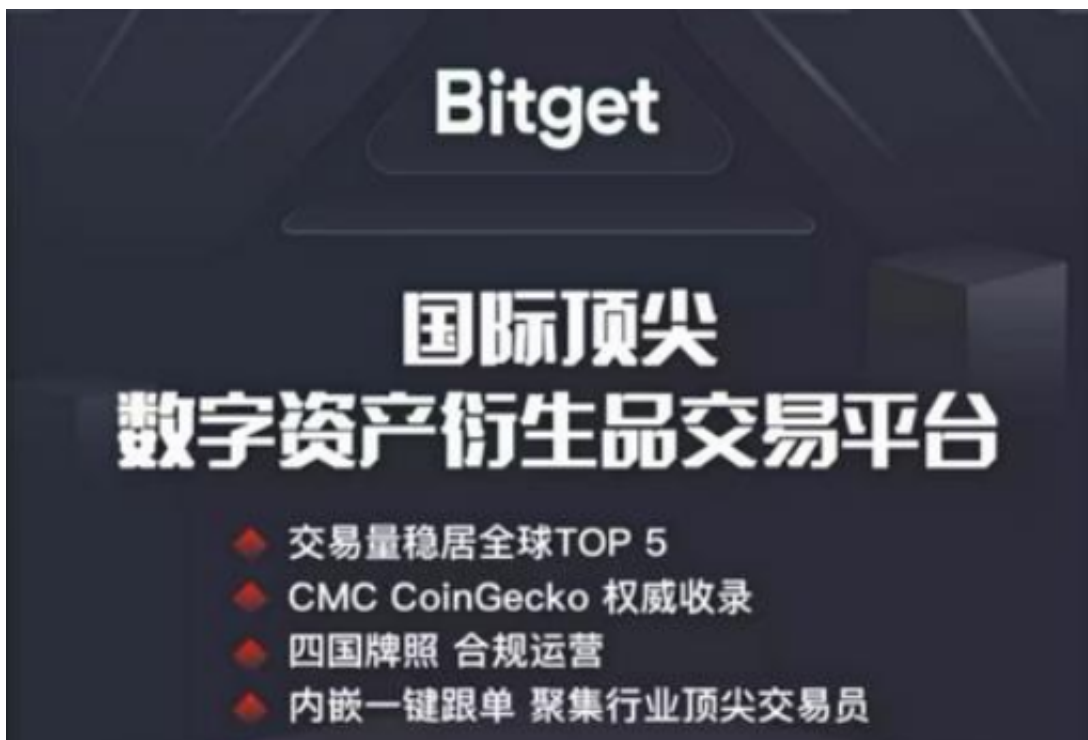 Bitget
国际顶尖
数字资产衍生品交易平台
交易量稳居全球TOP 5
CMC CoinGecko 权威收录
四国牌照 合规运营
内嵌一键跟单 聚集行业顶尖交易员